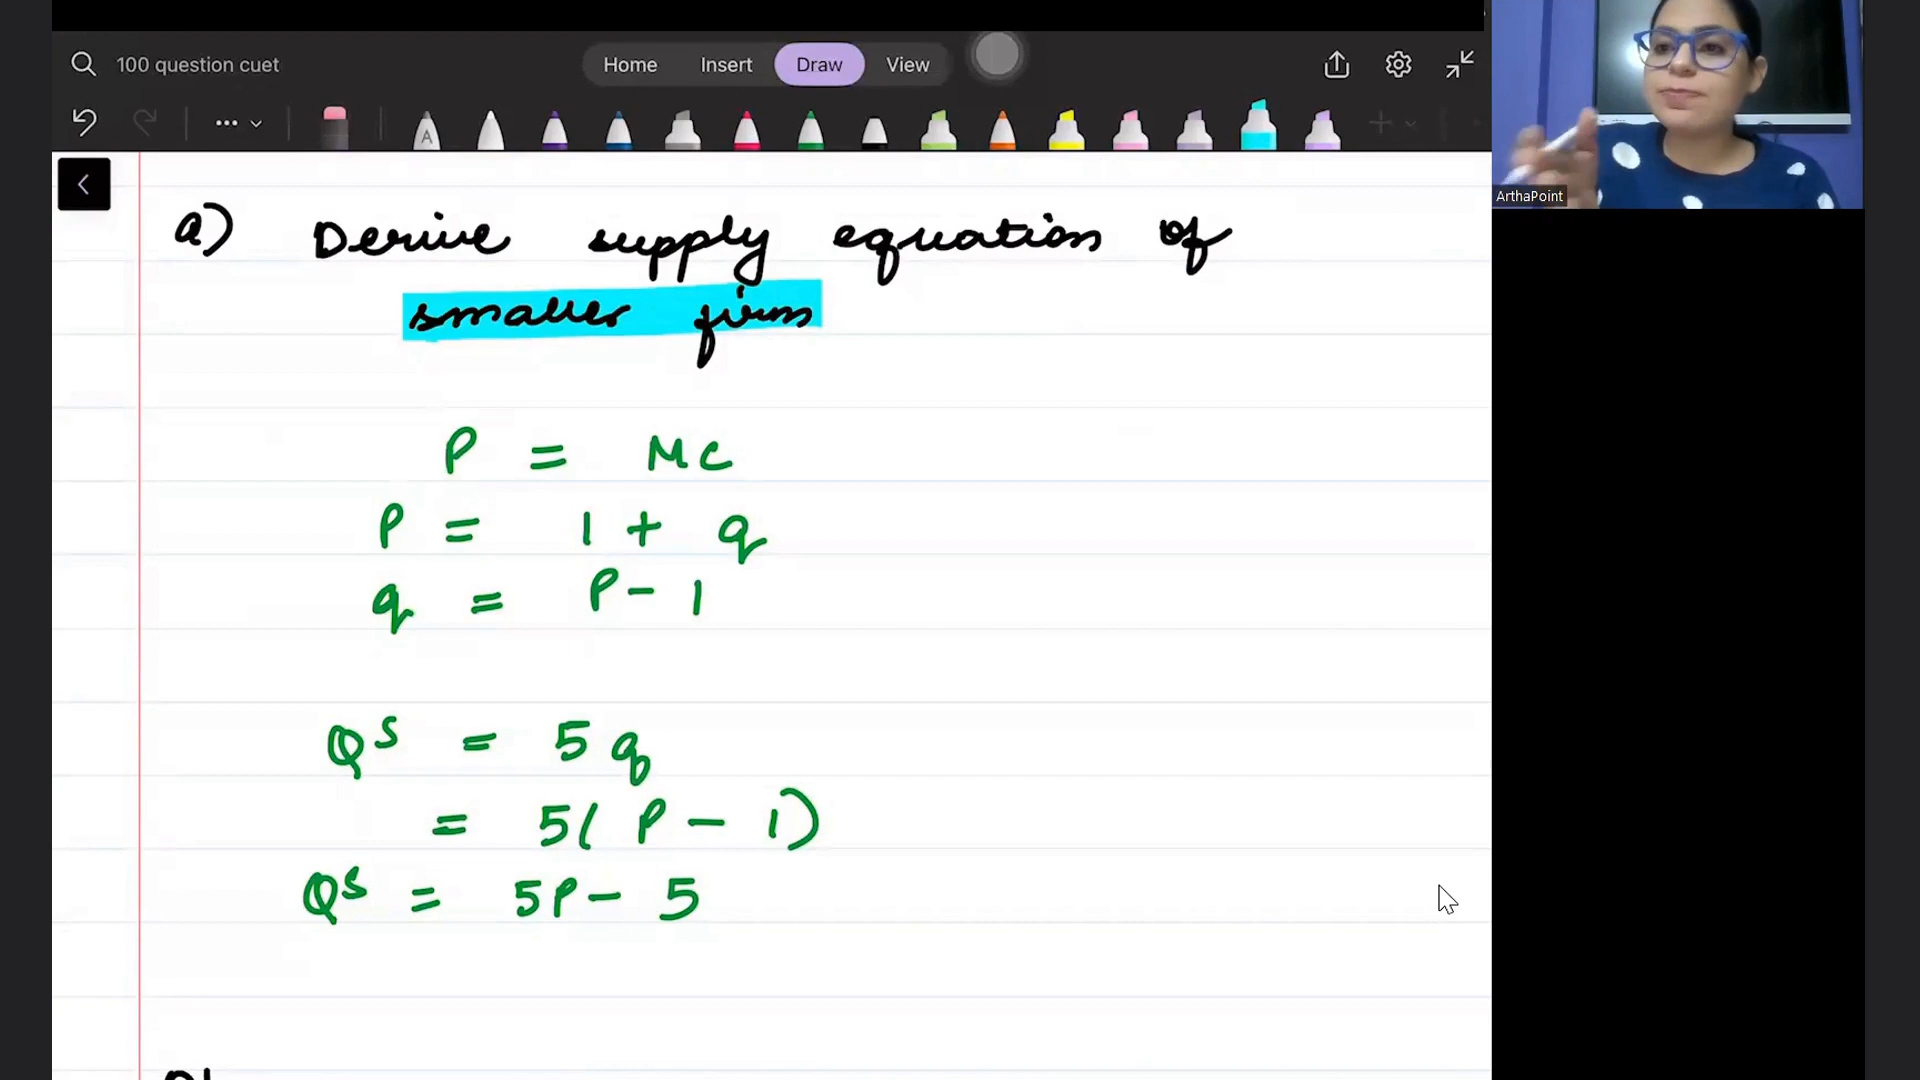 100 question cuet
Home Insert Draw View
A
ArthaPoint
a) Derive supply equation of
smaller firms
P = MC
P = 1 + q
q = P - 1
Q^S = 5q
= 5(P - 1)
Q^S = 5P - 5